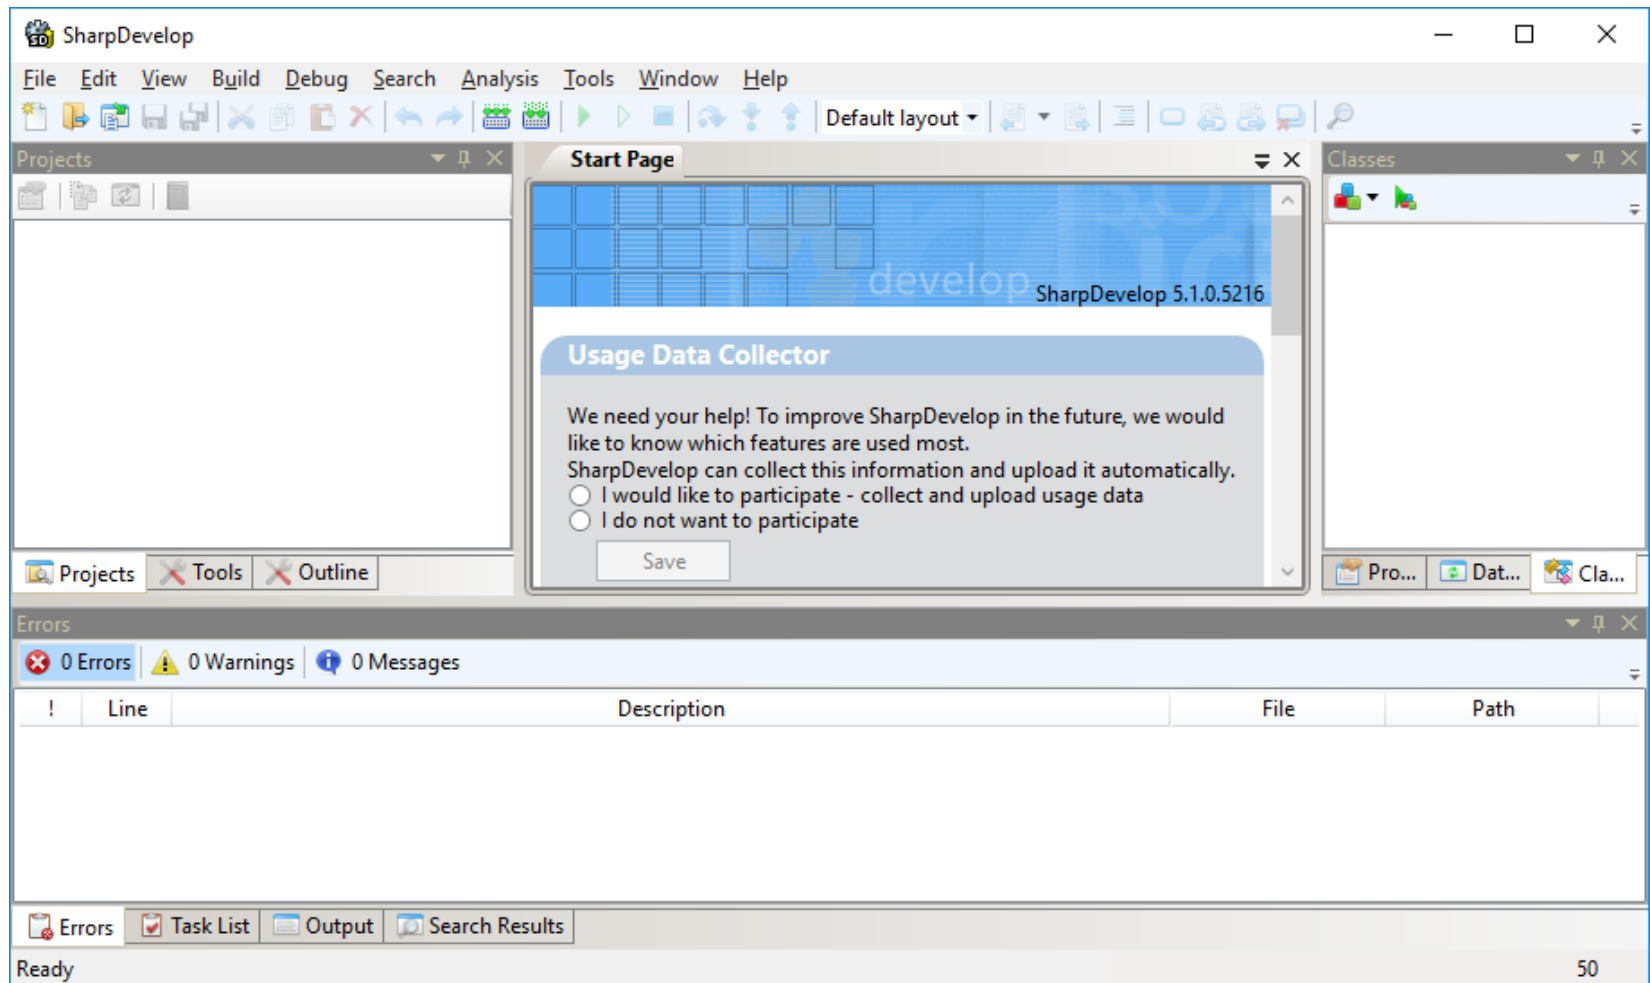 SharpDevelop
File Edit View Build Debug Search Analysis Tools Window Help
Default layout
Projects
Start Page
Classes
develop
SharpDevelop 5.1.0.5216
Usage Data Collector
We need your help! To improve SharpDevelop in the future, we would
like to know which features are used most.
SharpDevelop can collect this information and upload it automatically.
I would like to participate - collect and upload usage data
I do not want to participate
Save
Projects Tools Outline
Pro... Dat... Cla...
Errors
0 Errors 0 Warnings 0 Messages
! Line Description File Path
Errors Task List Output Search Results
Ready 50